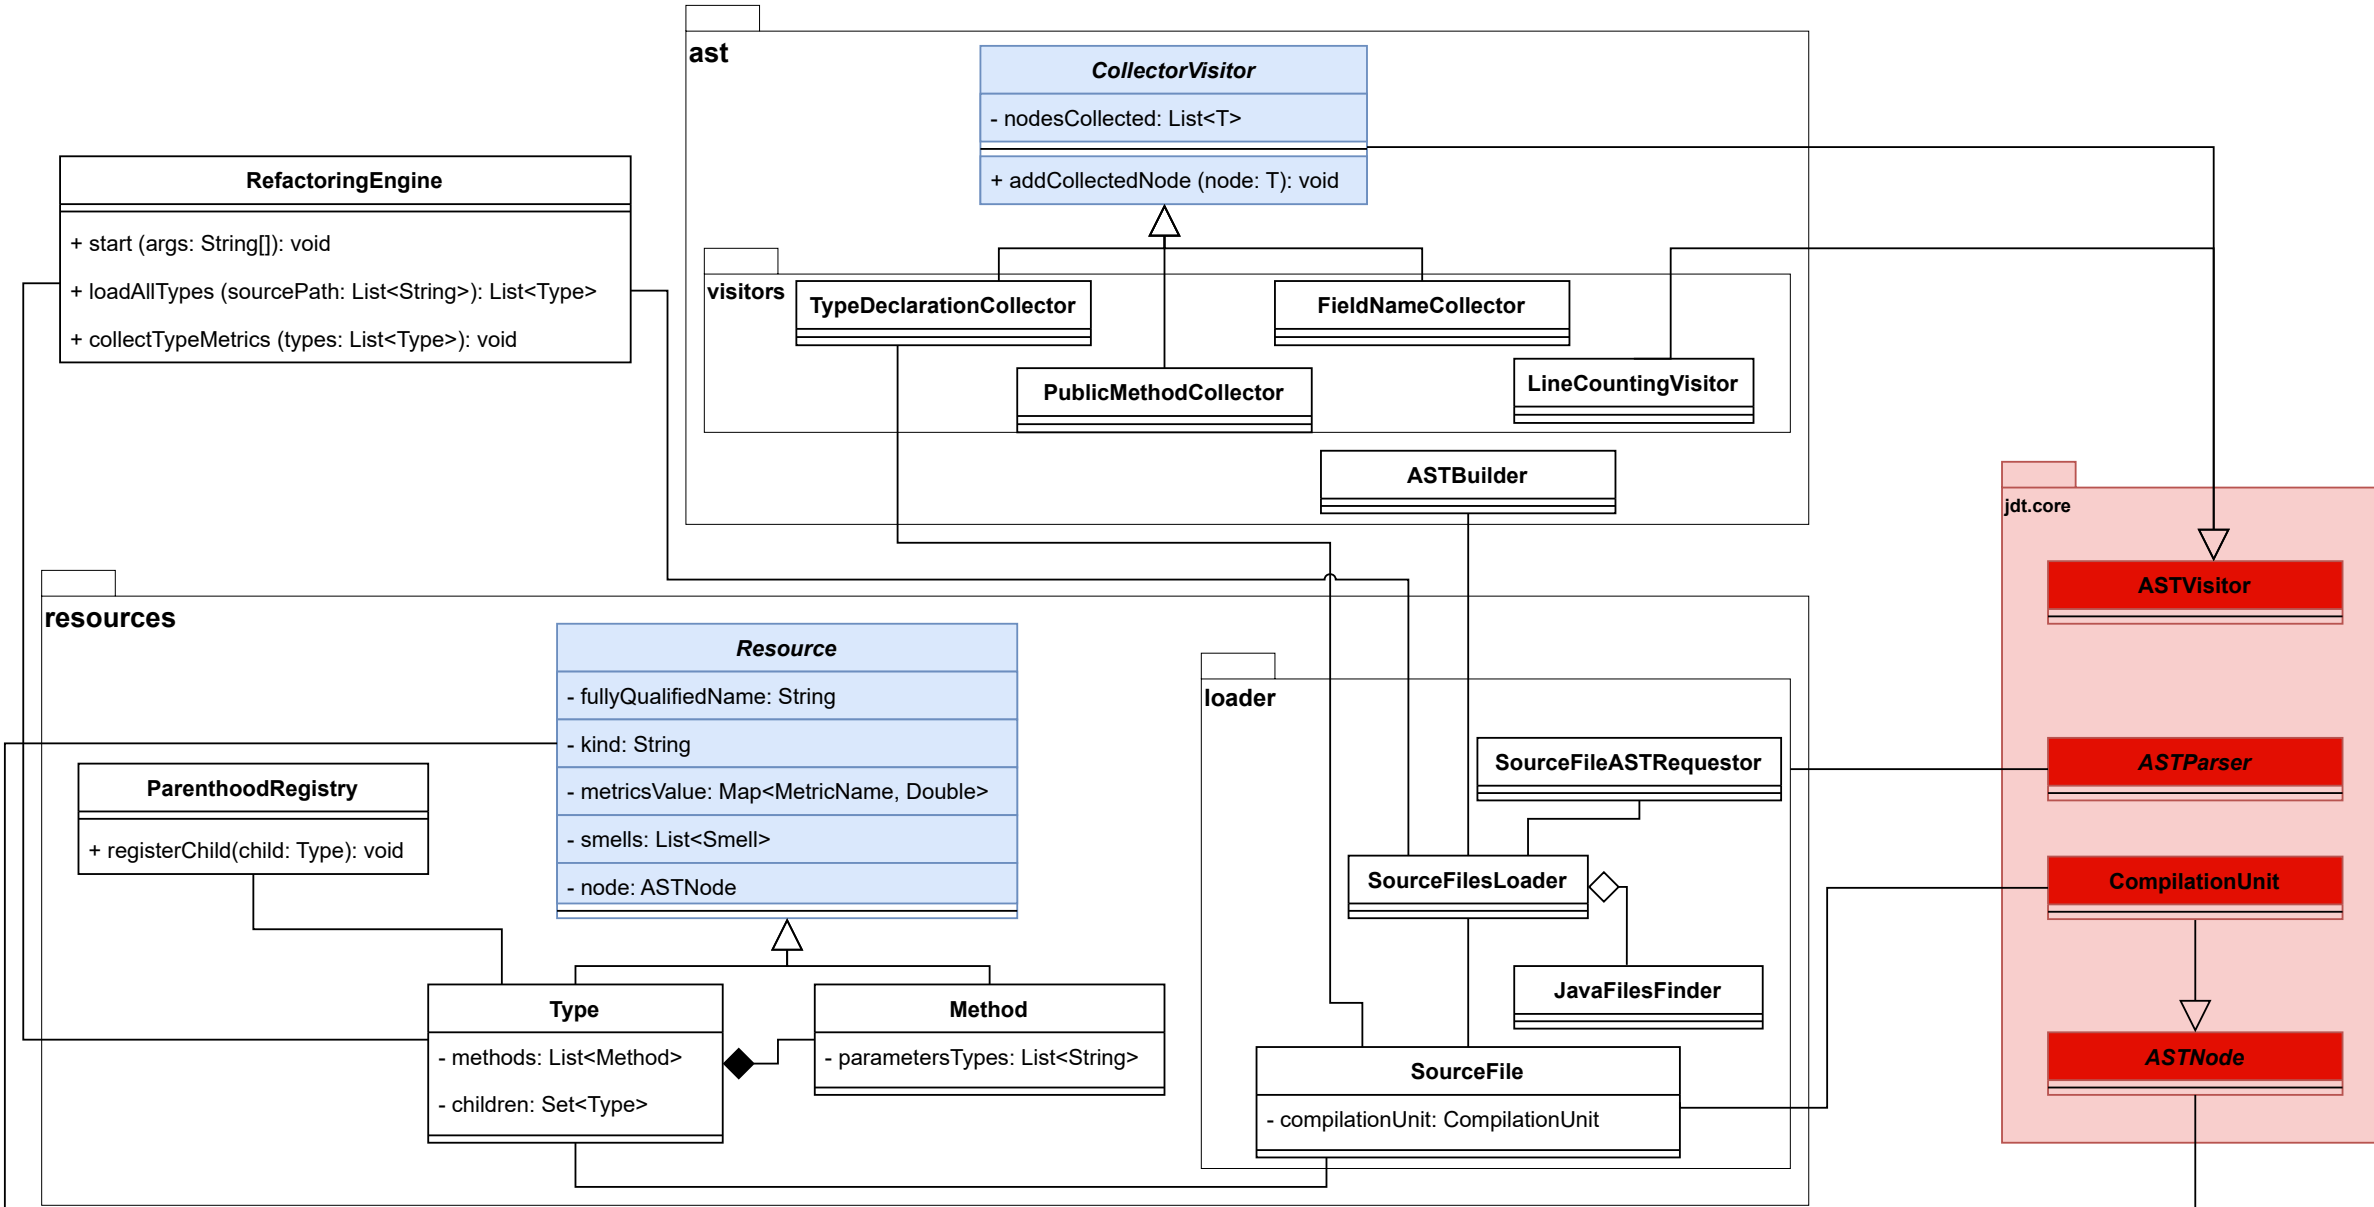 ast
CollectorVisitor
- nodesCollected: List<T>
+ addCollectedNode (node: T): void
RefactoringEngine
+ start (args: String[]): void
+ loadAllTypes (sourcePath: List<String>): List<Type>
+ collectTypeMetrics (types: List<Type>): void
visitors
TypeDeclarationCollector
FieldNameCollector
PublicMethodCollector
LineCountingVisitor
ASTBuilder
jdt.core
ASTVisitor
ASTParser
CompilationUnit
ASTNode
resources
Resource
- fullyQualifiedName: String
- kind: String
- metricsValue: Map<MetricName, Double>
- smells: List<Smell>
- node: ASTNode
ParenthoodRegistry
+ registerChild(child: Type): void
Type
- methods: List<Method>
- children: Set<Type>
Method
- parametersTypes: List<String>
loader
SourceFileASTRequestor
SourceFilesLoader
JavaFilesFinder
SourceFile
- compilationUnit: CompilationUnit